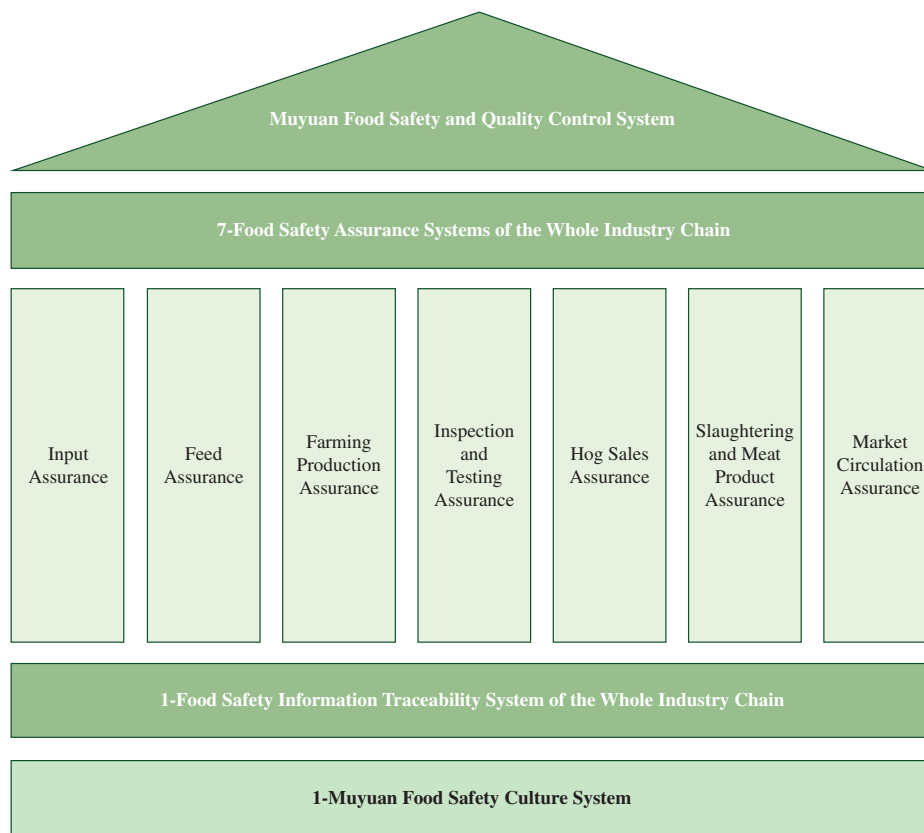 Muyuan Food Safety and Quality Control System
7-Food Safety Assurance Systems of the Whole Industry Chain
Input
Assurance
Feed
Assurance
Farming
Production
Assurance
Inspection
and
Testing
Assurance
Hog Sales
Assurance
Slaughtering
and Meat
Product
Assurance
Market
Circulation
Assurance
1-Food Safety Information Traceability System of the Whole Industry Chain
1-Muyuan Food Safety Culture System